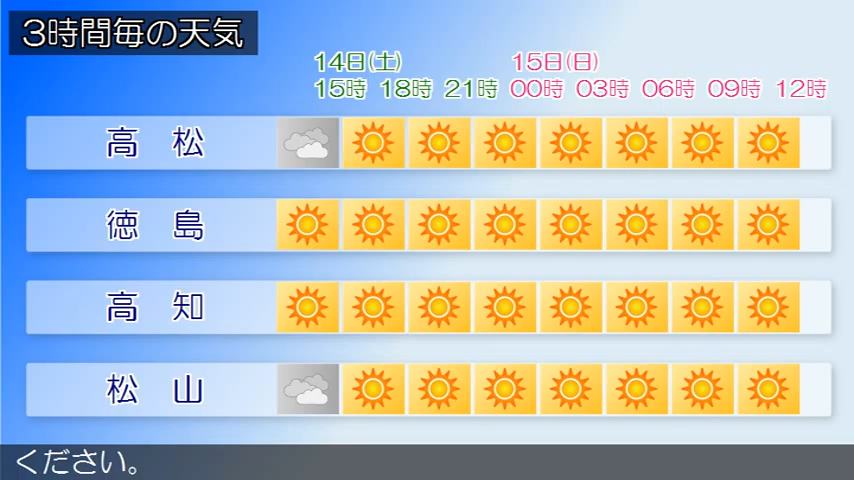 3時間毎の天気
14日(土) 15日(日)
15時 18時 21時 00時 03時 06時 09時 12時
高 松
徳 島
高 知
松 山
ください。